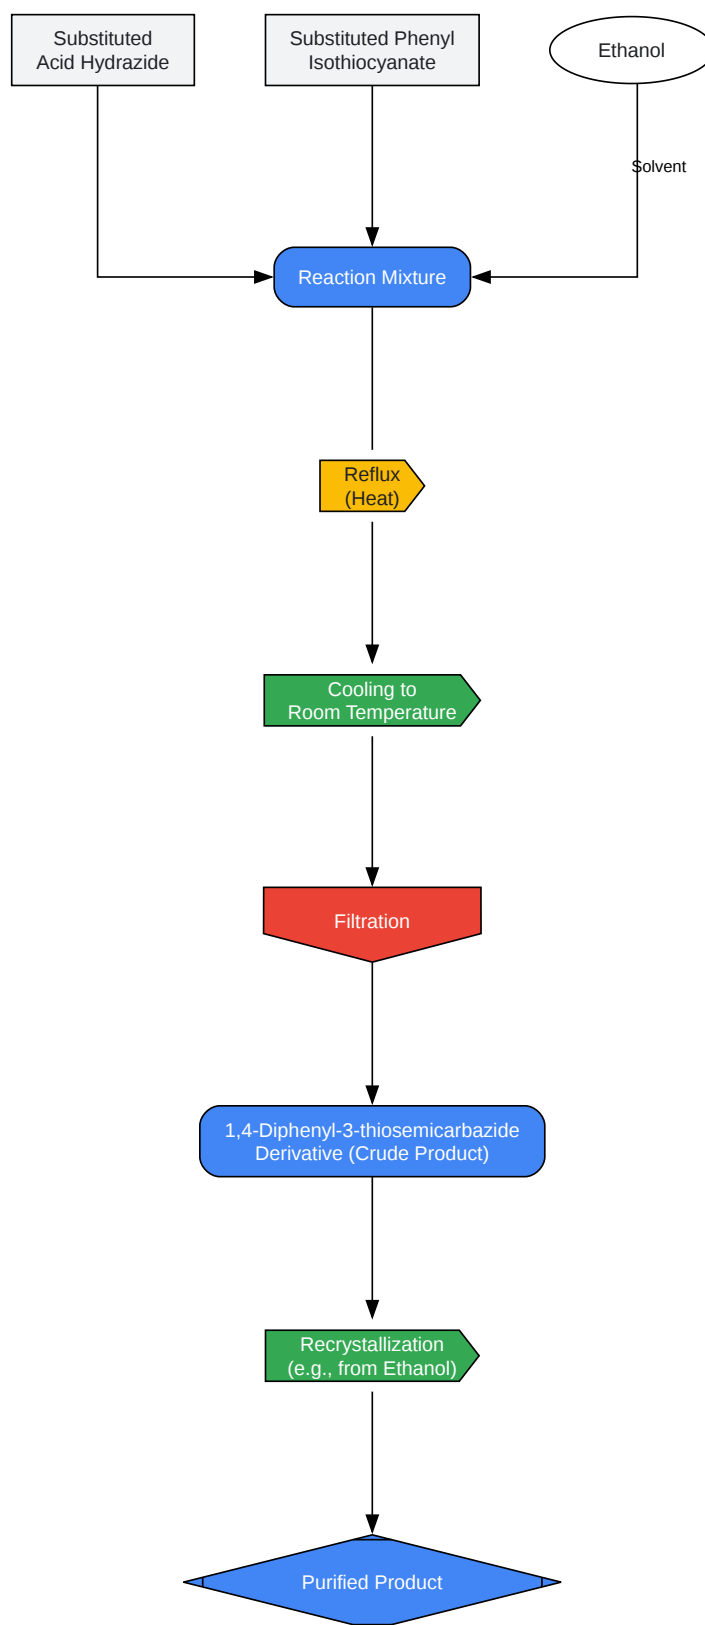 Substituted
Acid Hydrazide
Substituted Phenyl
Isothiocyanate
Ethanol
Solvent
Reaction Mixture
Reflux
(Heat)
Cooling to
Room Temperature
Filtration
1,4-Diphenyl-3-thiosemicarbazide
Derivative (Crude Product)
Recrystallization
(e.g., from Ethanol)
Purified Product